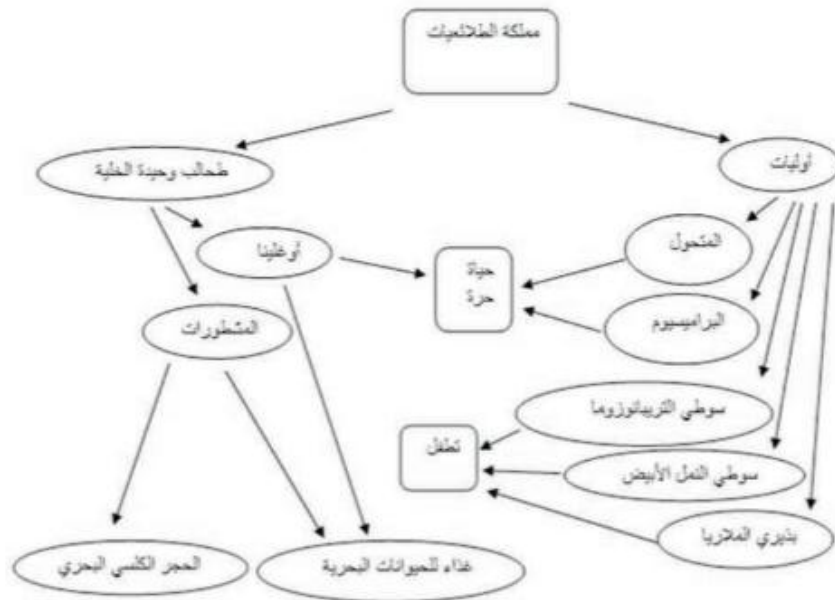 مملكة الطلائعيات
طحالب وحيدة الخلية
أوليات
أوغلينا
المتحول
حياة
حرة
المشطورات
البراميسيوم
سوطي التريبانوزوما
تطفل
سوطي النمل الأبيض
بذيري الملاريا
الحجر الكلسي البحري
غذاء للحيوانات البحرية